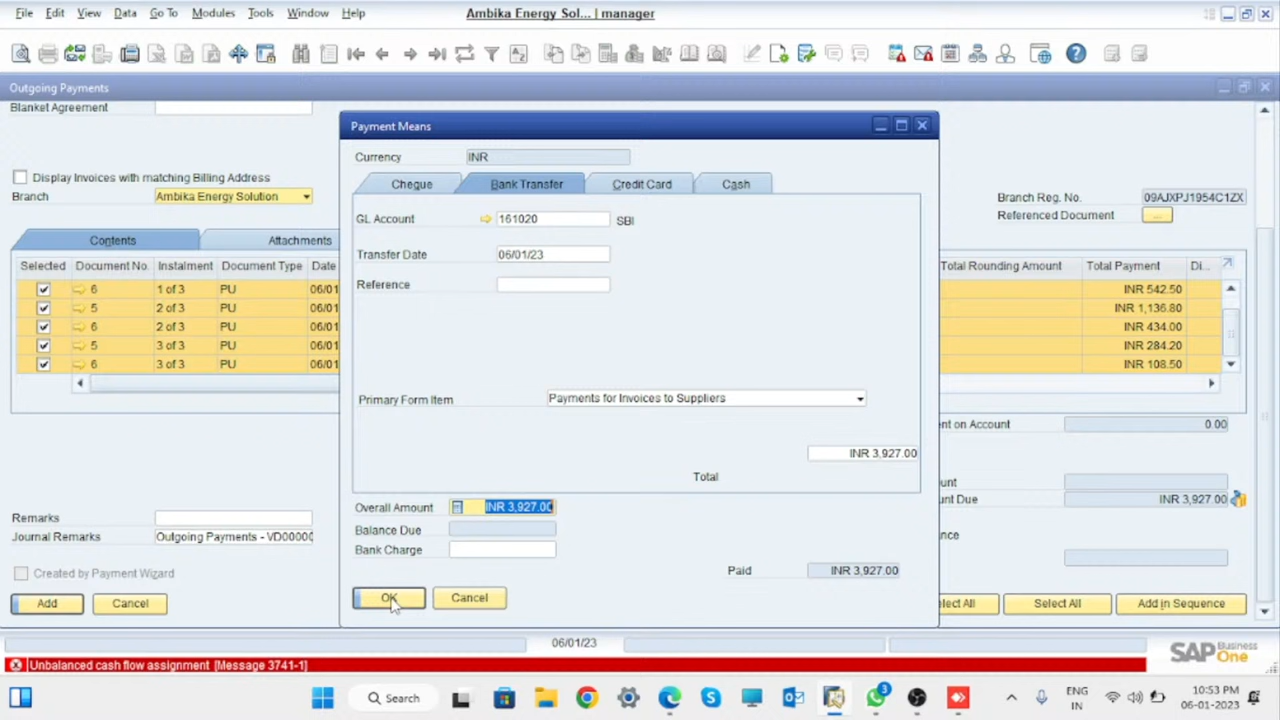 File Edit View Data Go To Modules Tools Window Help
Ambika Energy Sol... | manager
Outgoing Payments
Blanket Agreement
Payment Means
Currency INR
Display Invoices with matching Billing Address
Branch Ambika Energy Solution
Cheque Bank Transfer Credit Card Cash
Branch Reg. No. 09AJXPJ1954C1ZX
Referenced Document ...
GL Account 161020 SBI
Contents Attachments
Transfer Date 06/01/23
Selected Document No. Instalment Document Type Date Total Rounding Amount Total Payment Di...
Reference
6 1 of 3 PU 06/01 INR 542.50
5 2 of 3 PU 06/01 INR 1,136.80
6 2 of 3 PU 06/01 INR 434.00
5 3 of 3 PU 06/01 INR 284.20
6 3 of 3 PU 06/01 INR 108.50
Primary Form Item Payments for Invoices to Suppliers
ent on Account 0.00
INR 3,927.00
Total
unt
Overall Amount INR 3,927.00
unt Due INR 3,927.00
Balance Due
Bank Charge
nce
Remarks
Journal Remarks Outgoing Payments - VD00000
Paid INR 3,927.00
Created by Payment Wizard
OK Cancel
Add Cancel
elect All Select All Add in Sequence
06/01/23
SAP Business One
Unbalanced cash flow assignment [Message 3741-1]
Search
3
ENG
IN
10:53 PM
06-01-2023